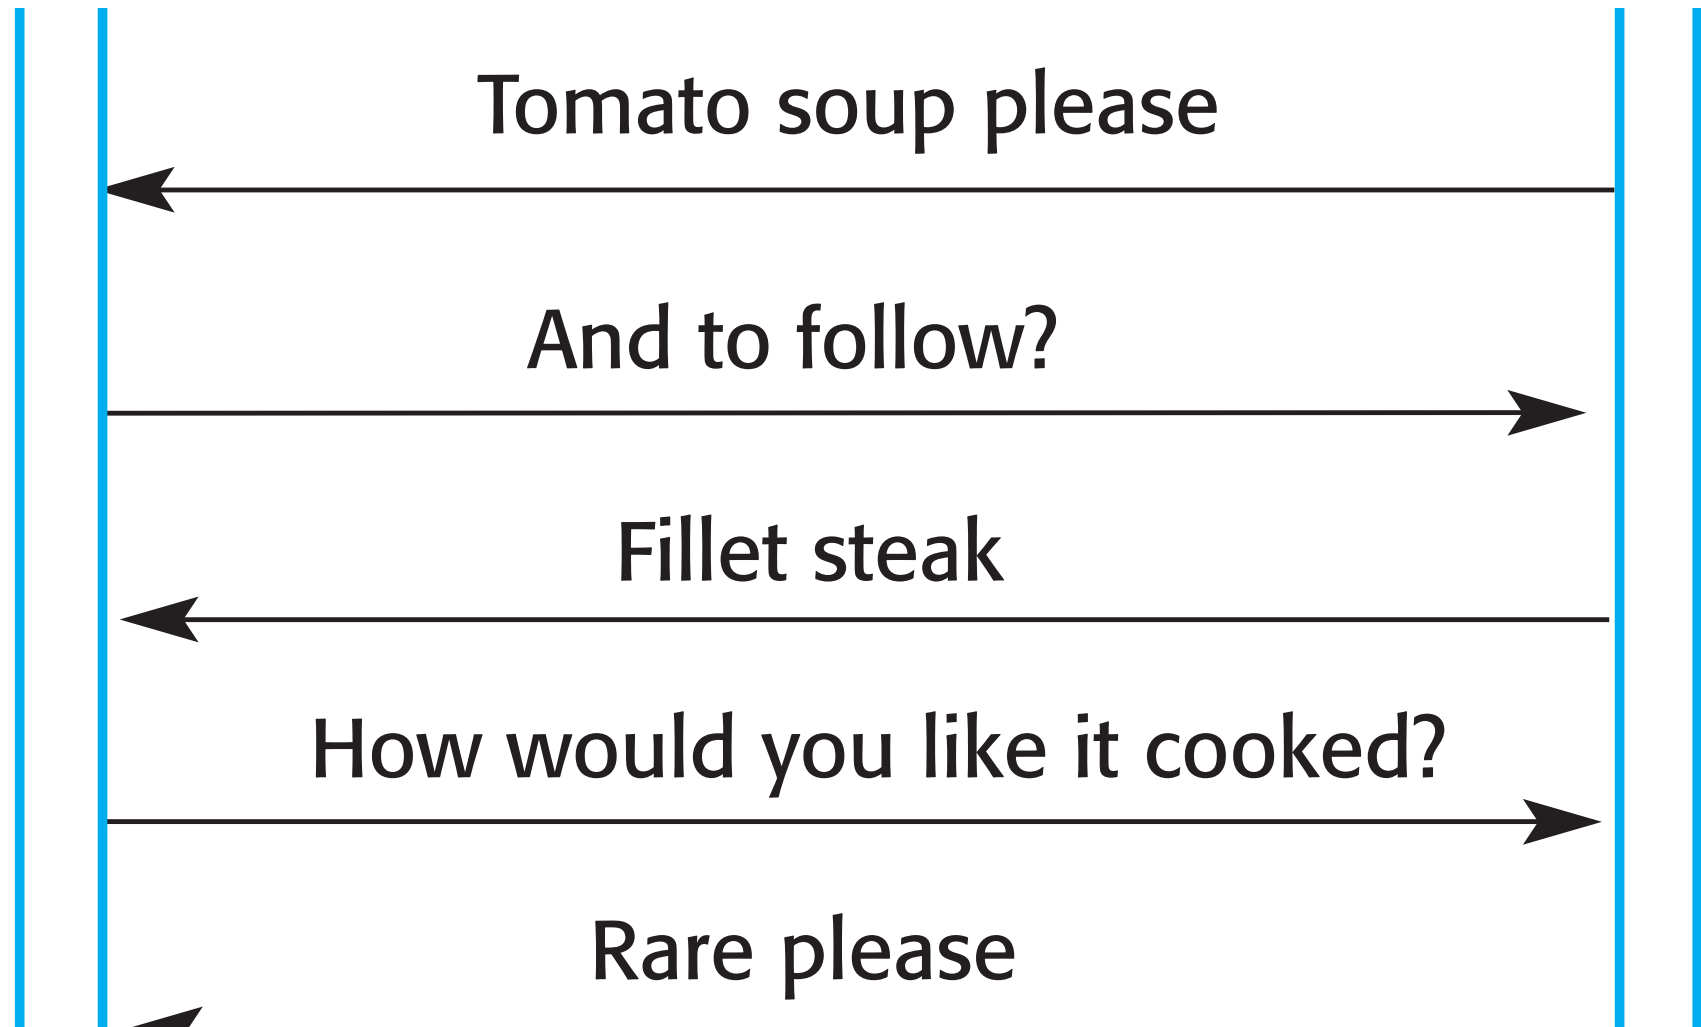 Tomato soup please
And to follow?
Fillet steak
How would you like it cooked?
Rare please